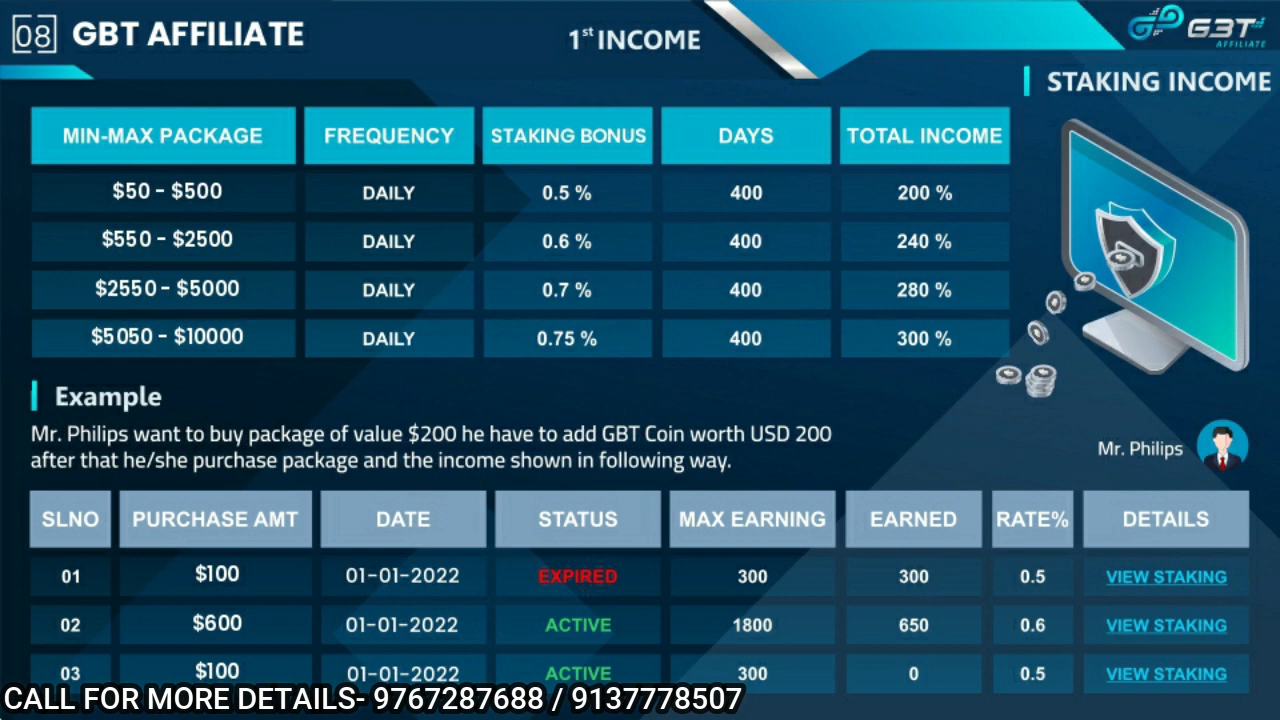 08 GBT AFFILIATE
1st INCOME
G3T
AFFILIATE
STAKING INCOME
MIN-MAX PACKAGE FREQUENCY STAKING BONUS DAYS TOTAL INCOME
$50 - $500 DAILY 0.5 % 400 200 %
$550 - $2500 DAILY 0.6 % 400 240 %
$2550 - $5000 DAILY 0.7 % 400 280 %
$5050 - $10000 DAILY 0.75 % 400 300 %
Example
Mr. Philips want to buy package of value $200 he have to add GBT Coin worth USD 200
after that he/she purchase package and the income shown in following way.
Mr. Philips
SLNO PURCHASE AMT DATE STATUS MAX EARNING EARNED RATE% DETAILS
01 $100 01-01-2022 EXPIRED 300 300 0.5 VIEW STAKING
02 $600 01-01-2022 ACTIVE 1800 650 0.6 VIEW STAKING
03 $100 01-01-2022 ACTIVE 300 0 0.5 VIEW STAKING
CALL FOR MORE DETAILS- 9767287688 / 9137778507